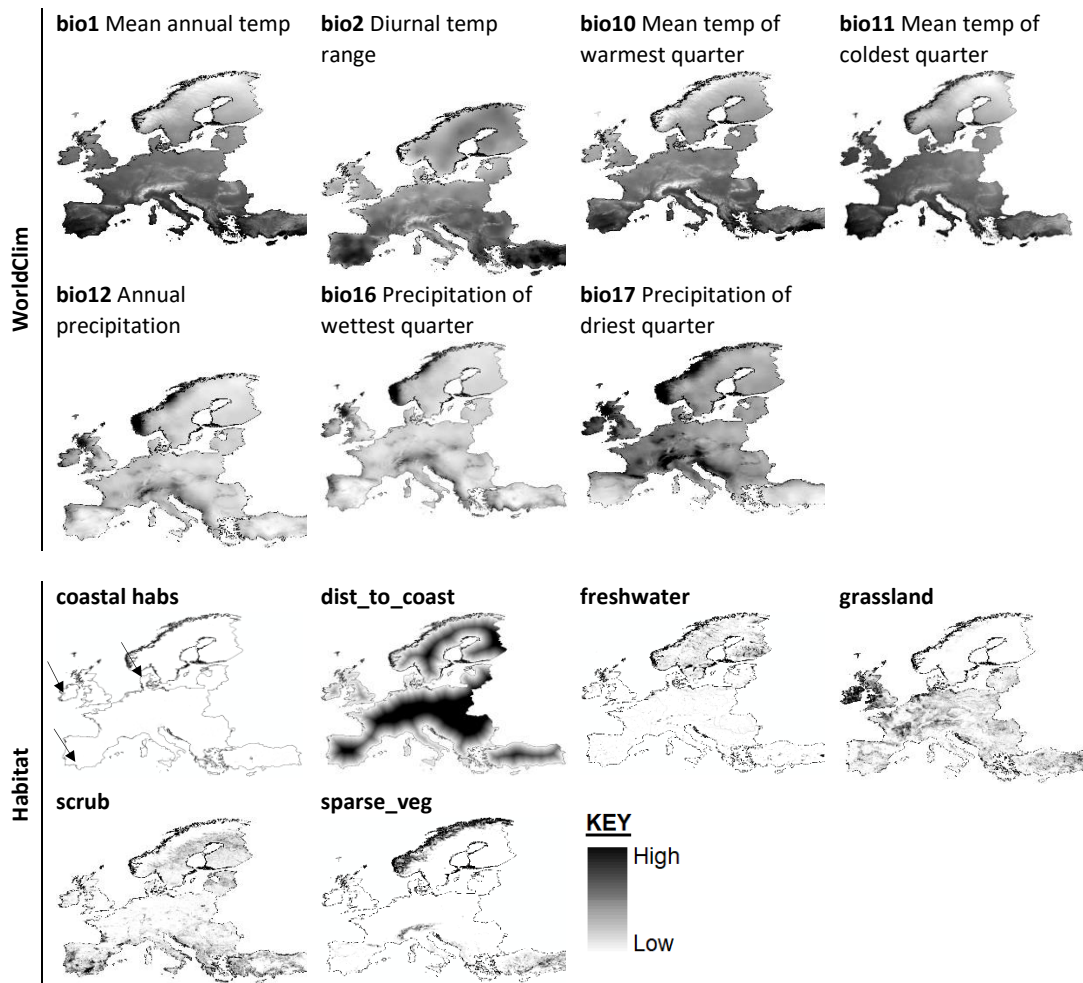 WorldClim
bio1 Mean annual temp
bio2 Diurnal temp
range
bio10 Mean temp of
warmest quarter
bio11 Mean temp of
coldest quarter
bio12 Annual
precipitation
bio16 Precipitation of
wettest quarter
bio17 Precipitation of
driest quarter
Habitat
coastal habs
dist_to_coast
freshwater
grassland
scrub
sparse_veg
KEY
High
Low